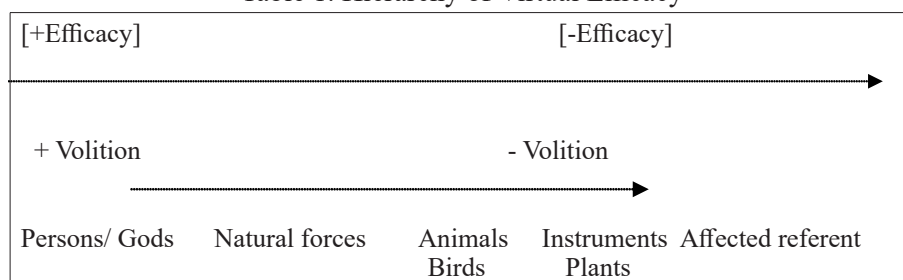 Table 1. Hierarchy of Virtual Efficacy
[+Efficacy] [-Efficacy]
+ Volition - Volition
Persons/ Gods Natural forces Animals Instruments Affected referent
Birds Plants